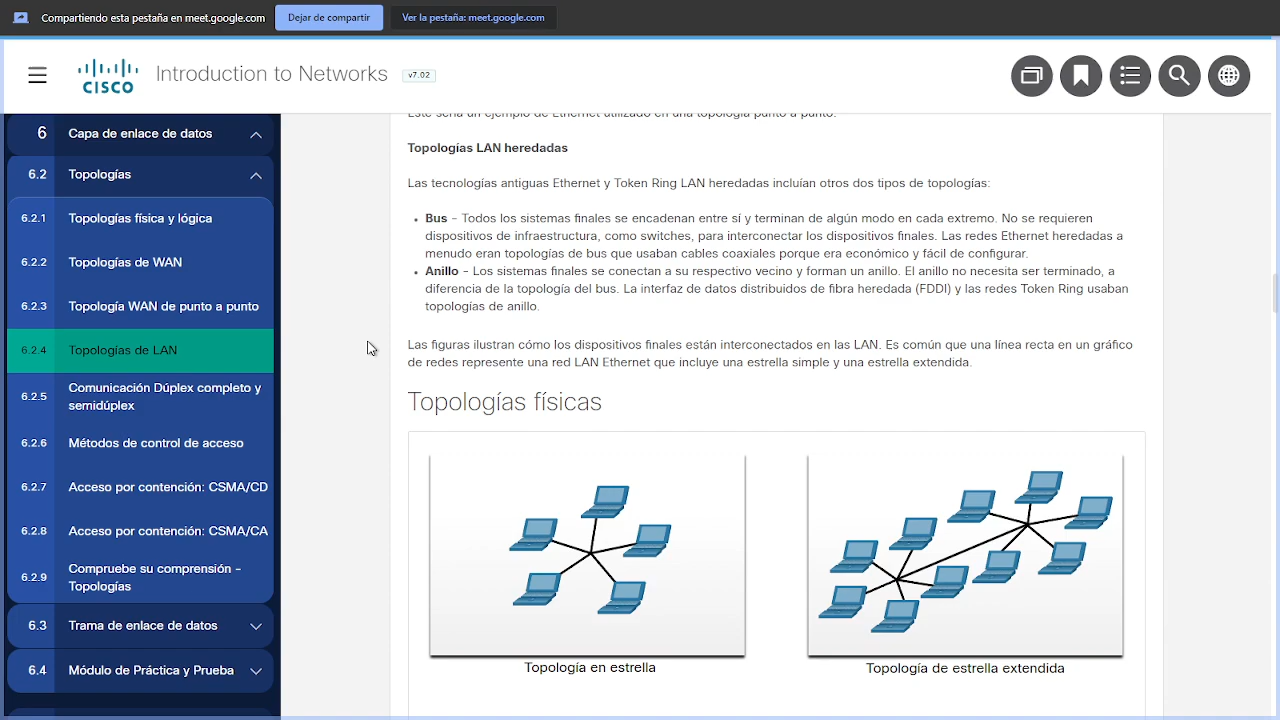 Compartiendo esta pestaña en meet.google.com
Dejar de compartir
Ver la pestaña: meet.google.com
CISCO
Introduction to Networks
v7.02
6 Capa de enlace de datos
6.2 Topologías
6.2.1 Topologías física y lógica
6.2.2 Topologías de WAN
6.2.3 Topología WAN de punto a punto
6.2.4 Topologías de LAN
6.2.5 Comunicación Dúplex completo y
semidúplex
6.2.6 Métodos de control de acceso
6.2.7 Acceso por contención: CSMA/CD
6.2.8 Acceso por contención: CSMA/CA
6.2.9 Compruebe su comprensión -
Topologías
6.3 Trama de enlace de datos
6.4 Módulo de Práctica y Prueba
Este sería un ejemplo de Ethernet utilizado en una topología punto a punto.
Topologías LAN heredadas
Las tecnologías antiguas Ethernet y Token Ring LAN heredadas incluían otros dos tipos de topologías:
• Bus – Todos los sistemas finales se encadenan entre sí y terminan de algún modo en cada extremo. No se requieren
dispositivos de infraestructura, como switches, para interconectar los dispositivos finales. Las redes Ethernet heredadas a
menudo eran topologías de bus que usaban cables coaxiales porque era económico y fácil de configurar.
• Anillo – Los sistemas finales se conectan a su respectivo vecino y forman un anillo. El anillo no necesita ser terminado, a
diferencia de la topología del bus. La interfaz de datos distribuidos de fibra heredada (FDDI) y las redes Token Ring usaban
topologías de anillo.
Las figuras ilustran cómo los dispositivos finales están interconectados en las LAN. Es común que una línea recta en un gráfico
de redes represente una red LAN Ethernet que incluye una estrella simple y una estrella extendida.
Topologías físicas
Topología en estrella
Topología de estrella extendida